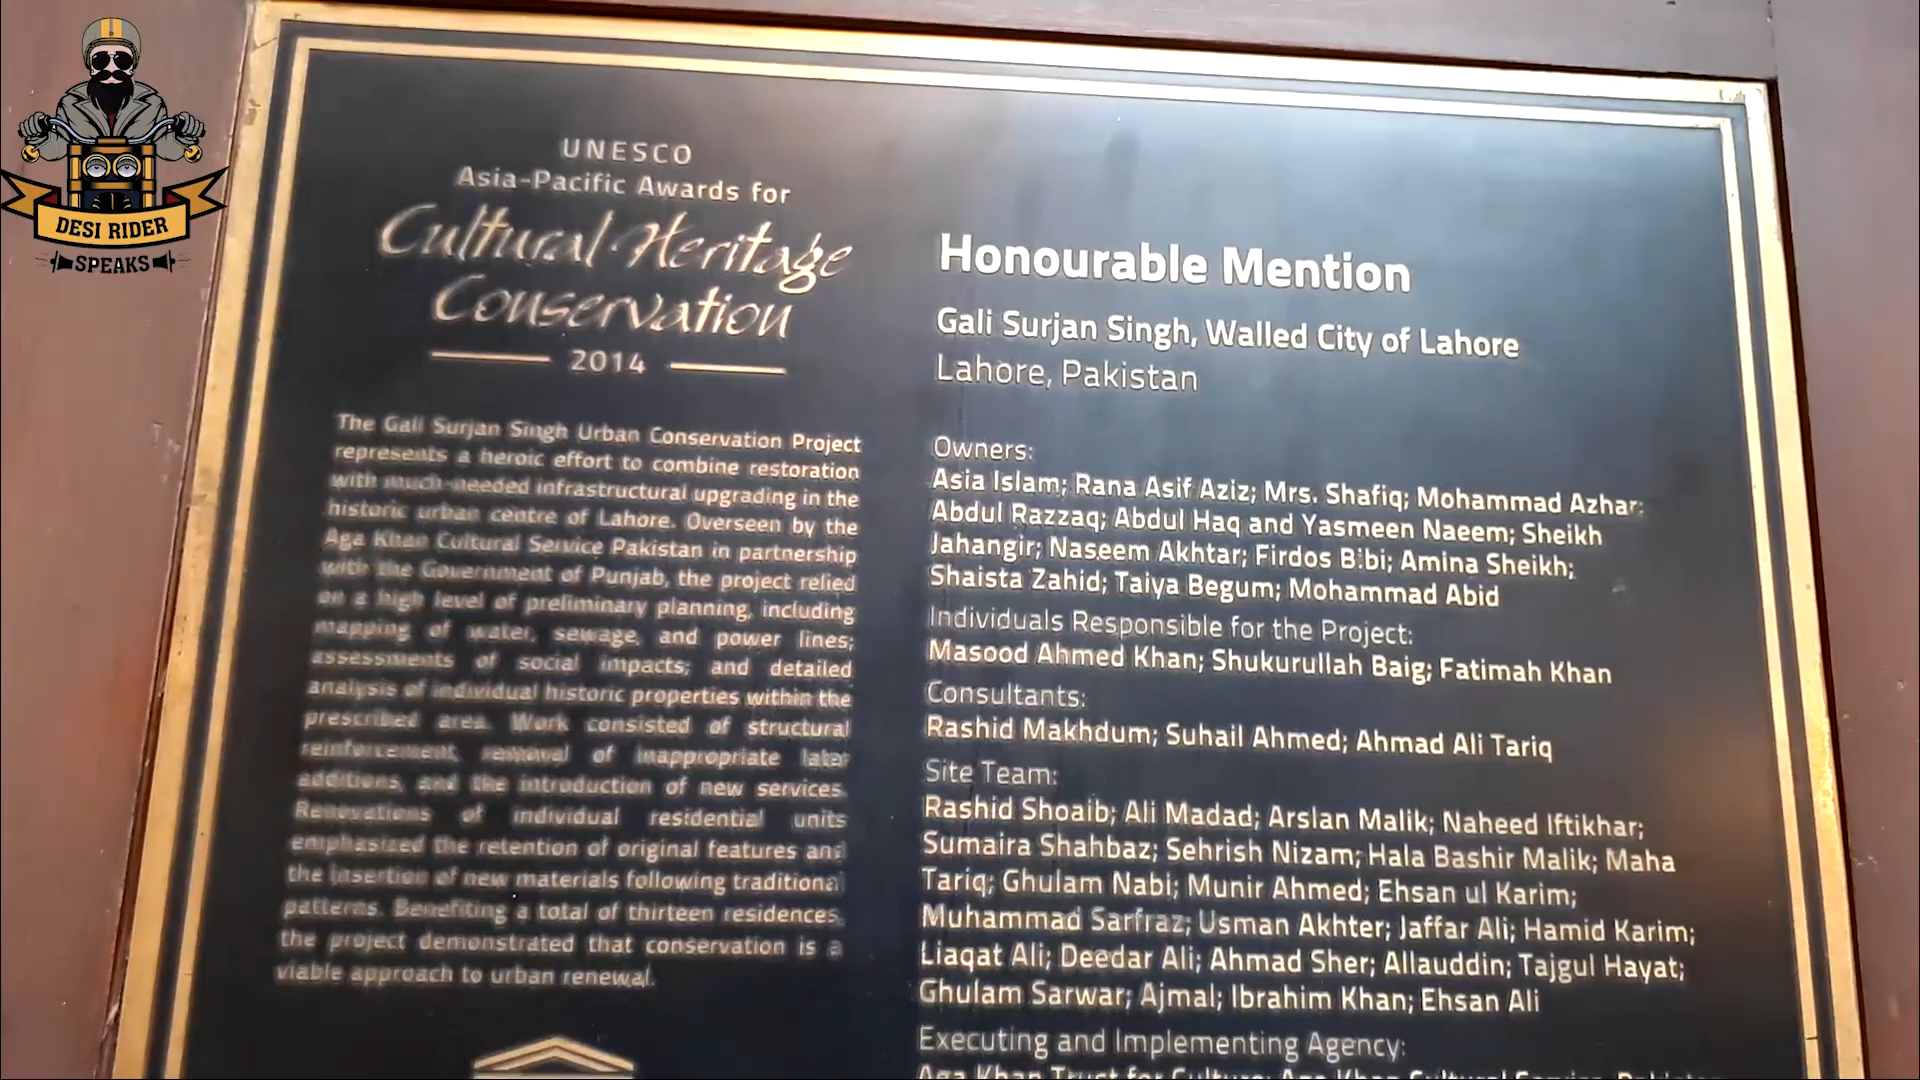 DESI RIDER
SPEAKS
UNESCO
Asia-Pacific Awards for
Cultural Heritage
Conservation
2014
The Gali Surjan Singh Urban Conservation Project
represents a heroic effort to combine restoration
with much-needed infrastructural upgrading in the
historic urban centre of Lahore. Overseen by the
Aga Khan Cultural Service Pakistan in partnership
with the Government of Punjab, the project relied
on a high level of preliminary planning, including
mapping of water, sewage, and power lines;
assessments of social impacts; and detailed
analysis of individual historic properties within the
prescribed area. Work consisted of structural
reinforcement, removal of inappropriate later
additions, and the introduction of new services.
Renovations of individual residential units
emphasized the retention of original features and
the insertion of new materials following traditional
patterns. Benefiting a total of thirteen residences,
the project demonstrated that conservation is a
viable approach to urban renewal.
Honourable Mention
Gali Surjan Singh, Walled City of Lahore
Lahore, Pakistan
Owners:
Asia Islam; Rana Asif Aziz; Mrs. Shafiq; Mohammad Azhar;
Abdul Razzaq; Abdul Haq and Yasmeen Naeem; Sheikh
Jahangir; Naseem Akhtar; Firdos Bibi; Amina Sheikh;
Shaista Zahid; Taiya Begum; Mohammad Abid
Individuals Responsible for the Project:
Masood Ahmed Khan; Shukurullah Baig; Fatimah Khan
Consultants:
Rashid Makhdum; Suhail Ahmed; Ahmad Ali Tariq
Site Team:
Rashid Shoaib; Ali Madad; Arslan Malik; Naheed Iftikhar;
Sumaira Shahbaz; Sehrish Nizam; Hala Bashir Malik; Maha
Tariq; Ghulam Nabi; Munir Ahmed; Ehsan ul Karim;
Muhammad Sarfraz; Usman Akhter; Jaffar Ali; Hamid Karim;
Liaqat Ali; Deedar Ali; Ahmad Sher; Allauddin; Tajgul Hayat;
Ghulam Sarwar; Ajmal; Ibrahim Khan; Ehsan Ali
Executing and Implementing Agency:
Aga Khan Trust for Culture; Aga Khan Cultural Service Pakistan